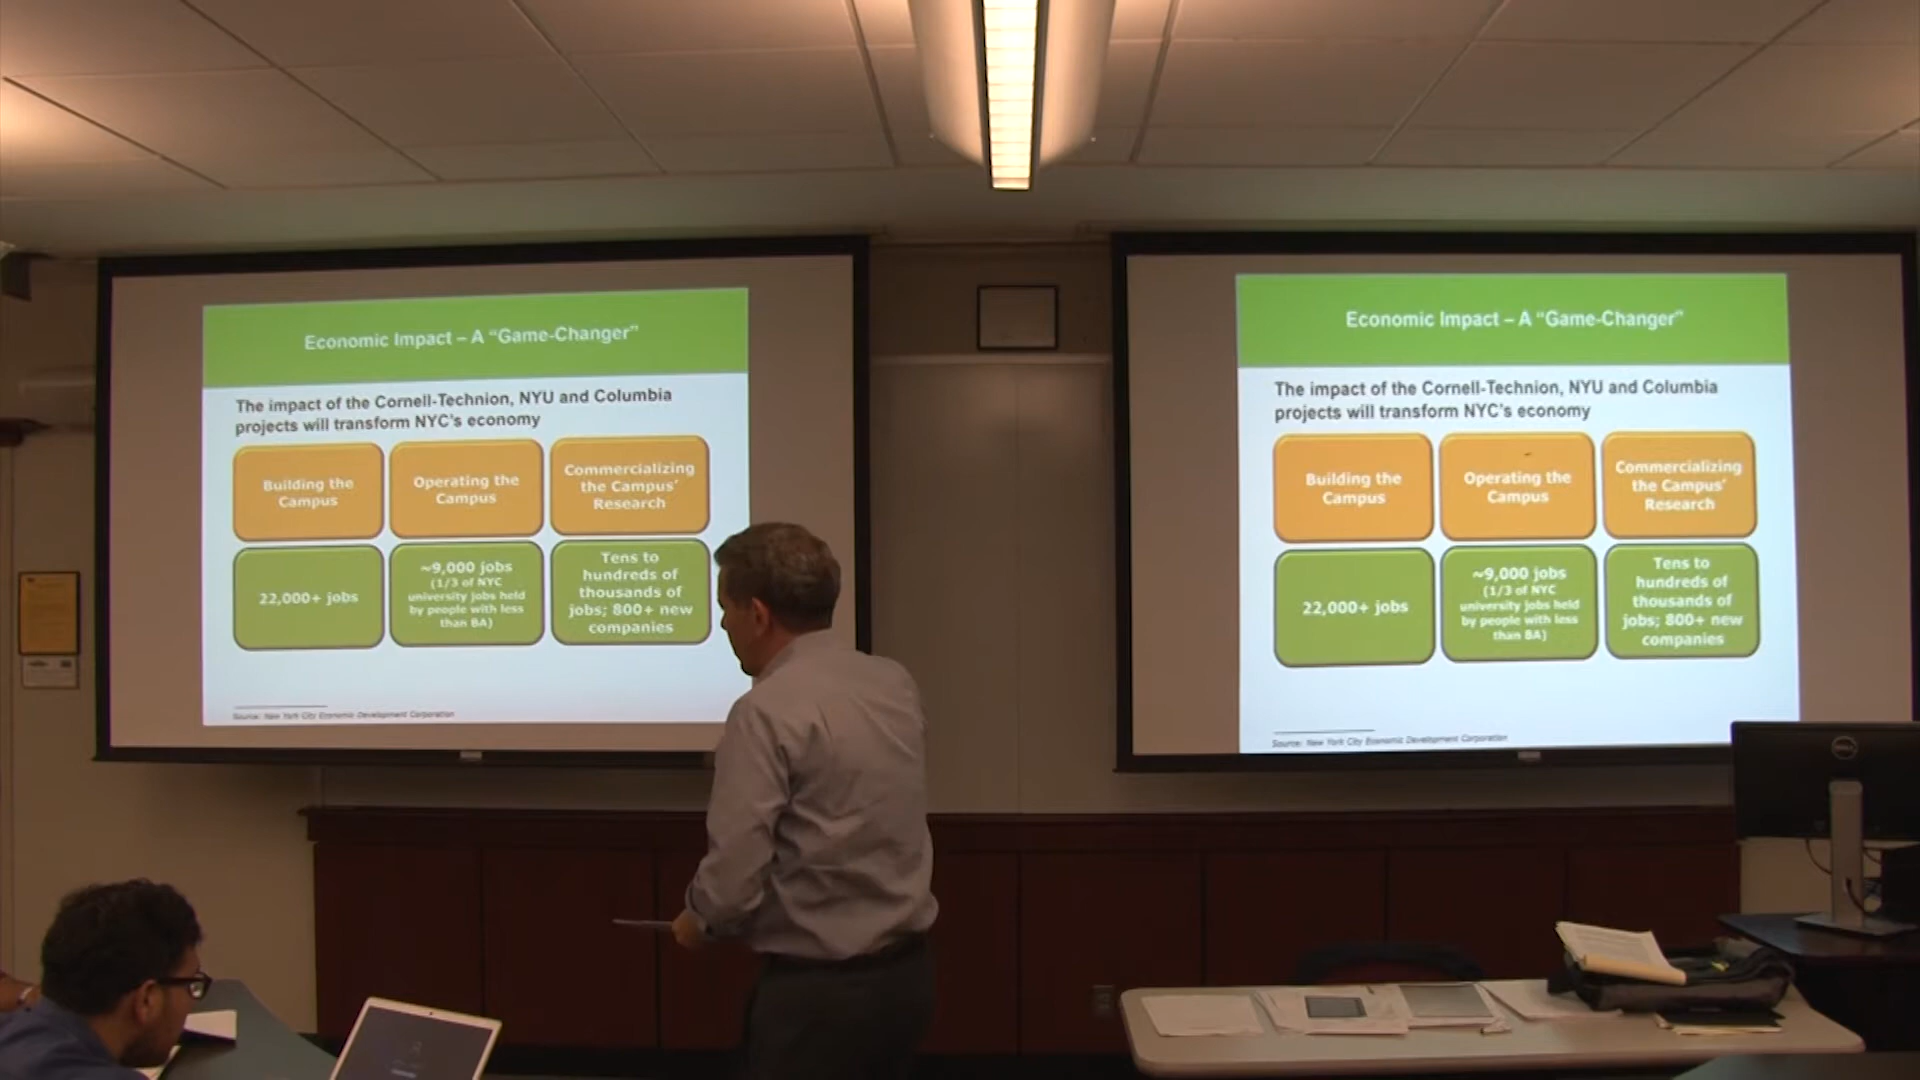 Economic Impact – A “Game-Changer”
The impact of the Cornell-Technion, NYU and Columbia
projects will transform NYC's economy
Building the
Campus
Operating the
Campus
Commercializing
the Campus'
Research
22,000+ jobs
~9,000 jobs
(1/3 of NYC
university jobs held
by people with less
than BA)
Tens to
hundreds of
thousands of
jobs; 800+ new
companies
Source: New York City Economic Development Corporation
Economic Impact – A “Game-Changer”
The impact of the Cornell-Technion, NYU and Columbia
projects will transform NYC's economy
Building the
Campus
Operating the
Campus
Commercializing
the Campus'
Research
22,000+ jobs
~9,000 jobs
(1/3 of NYC
university jobs held
by people with less
than BA)
Tens to
hundreds of
thousands of
jobs; 800+ new
companies
Source: New York City Economic Development Corporation
DELL